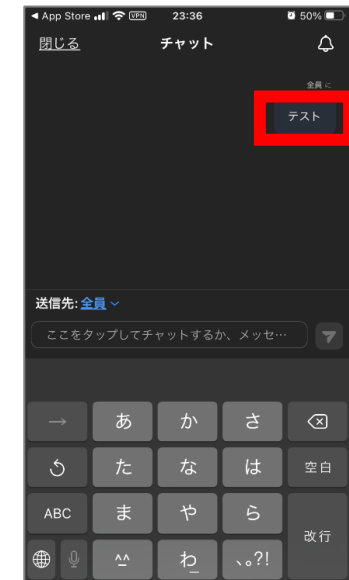 ◀ App Store VPN 23:36 50%
閉じる チャット
全員 に
テスト
送信先: 全員
ここをタップしてチャットするか、メッセ…
→ あ か さ
た な は 空白
ABC ま や ら
改行
^^ わ_ 、。?!